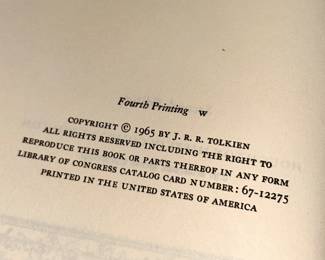 Fourth Printing W
COPYRIGHT © 1965 BY J. R. R. TOLKIEN
ALL RIGHTS RESERVED INCLUDING THE RIGHT TO
REPRODUCE THIS BOOK OR PARTS THEREOF IN ANY FORM
LIBRARY OF CONGRESS CATALOG CARD NUMBER: 67-12275
PRINTED IN THE UNITED STATES OF AMERICA